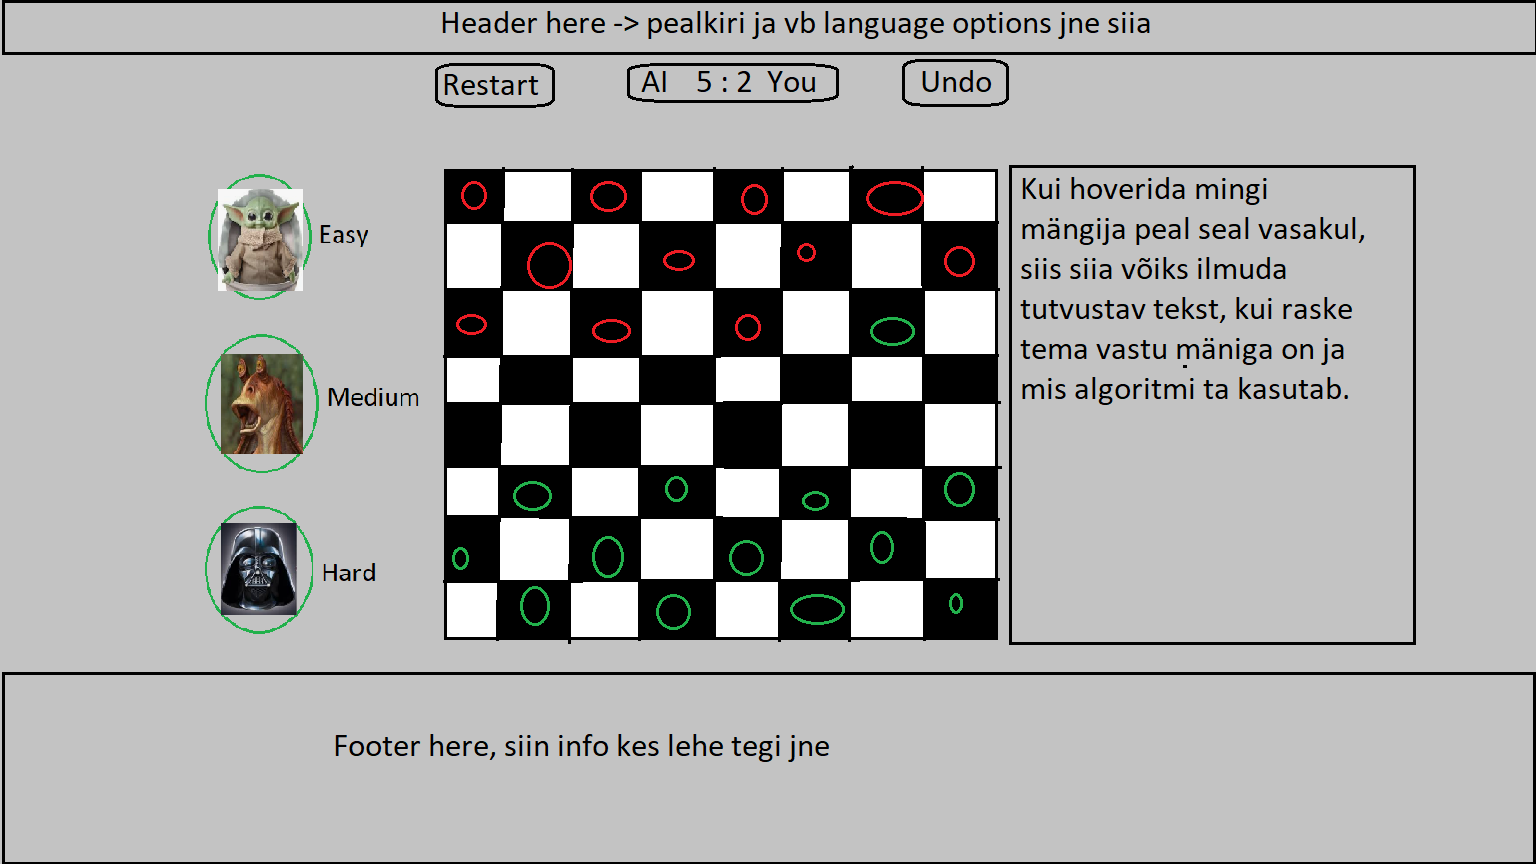 Header here -> pealkiri ja vb language options jne siia
Restart
AI 5 : 2 You
Undo
Easy
Medium
Hard
Kui hoverida mingi
mängija peal seal vasakul,
siis siia võiks ilmuda
tutvustav tekst, kui raske
tema vastu mäniga on ja
mis algoritmi ta kasutab.
Footer here, siin info kes lehe tegi jne